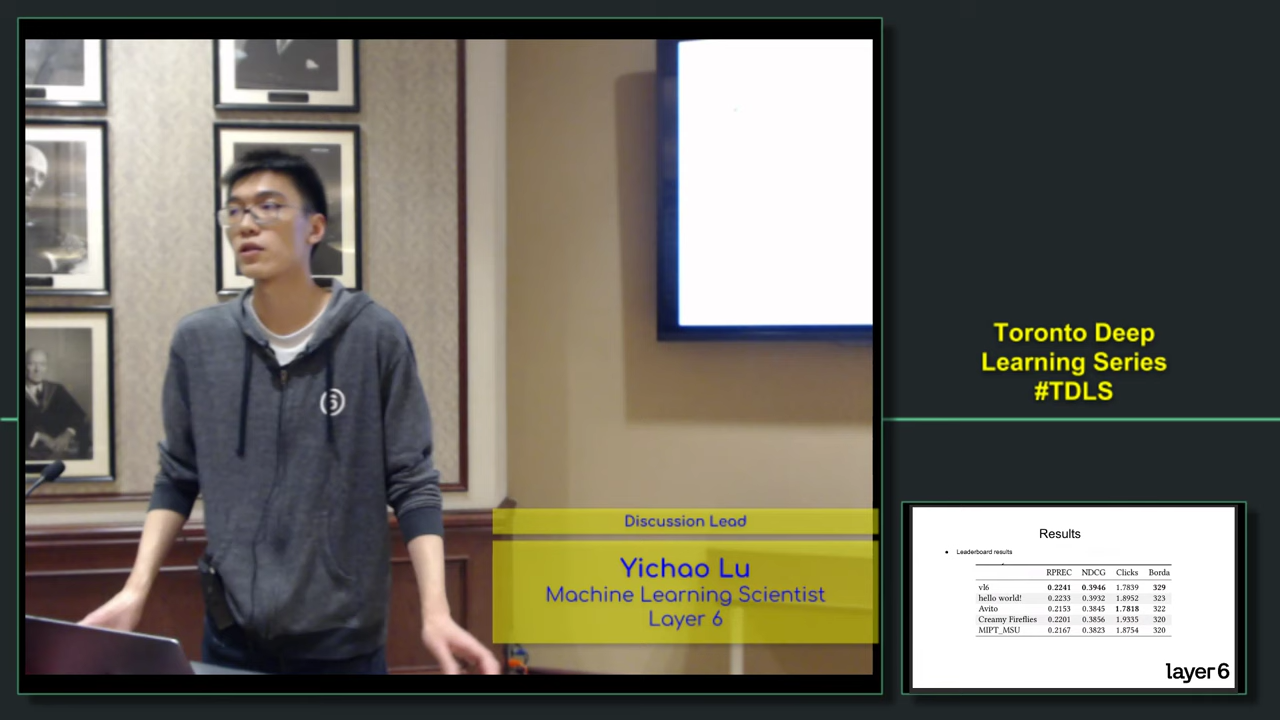 6
Discussion Lead
Yichao Lu
Machine Learning Scientist
Layer 6
Toronto Deep
Learning Series
#TDLS
Results
• Leaderboard results
RPREC NDCG Clicks Borda
vl6 0.2241 0.3946 1.7839 329
hello world! 0.2233 0.3932 1.8952 323
Avito 0.2153 0.3845 1.7818 322
Creamy Fireflies 0.2201 0.3856 1.9335 320
MIPT_MSU 0.2167 0.3823 1.8754 320
layer6